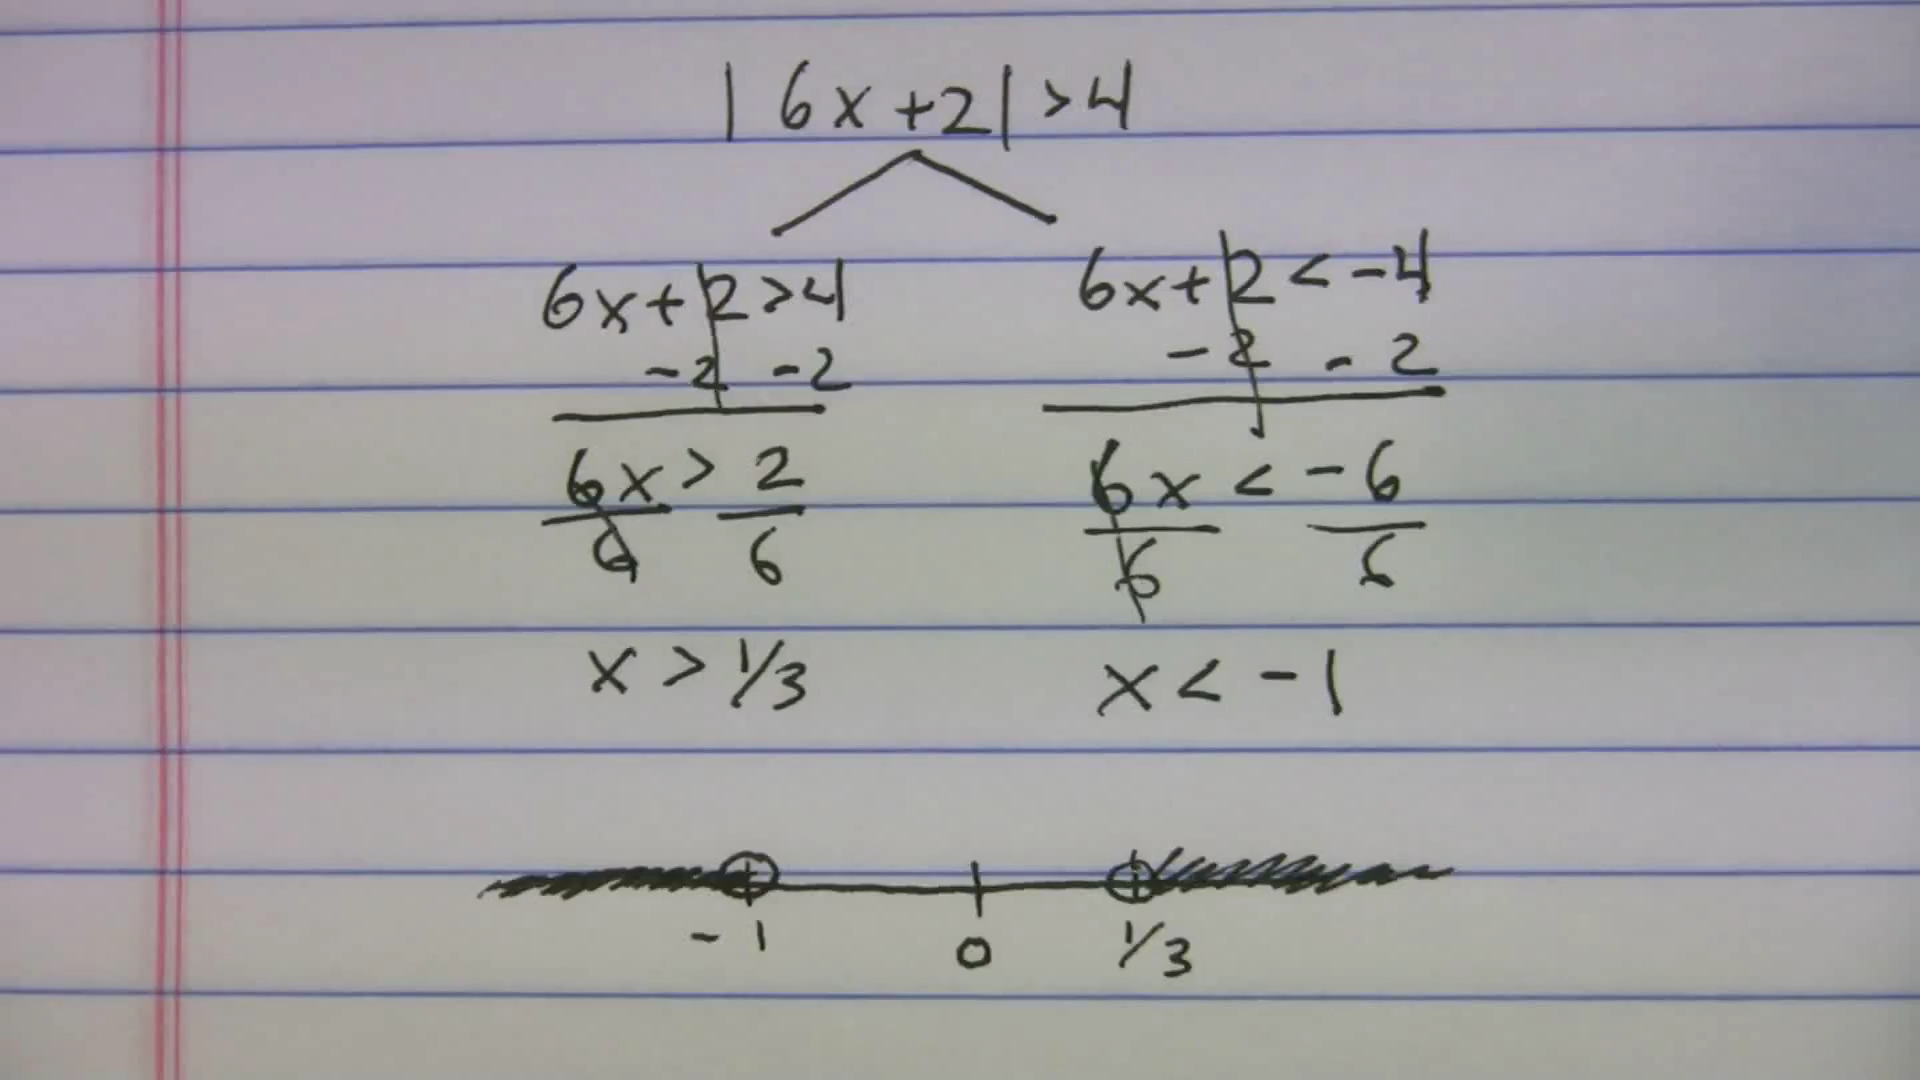 |6x+2|>4
6x+2>4 6x+2<-4
-2 -2 -2 -2
6x > 2 6x < -6
6 6 6 6
x > 1/3 x < -1
-1 0 1/3